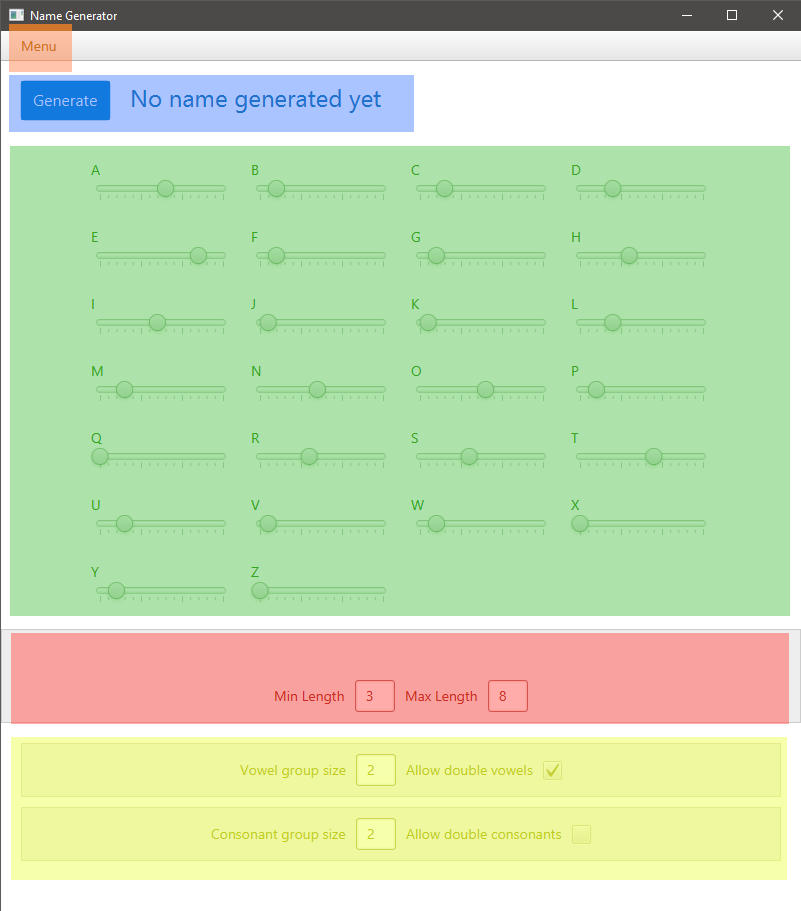 Name Generator
Menu
Generate No name generated yet
A B C D
E F G H
I J K L
M N O P
Q R S T
U V W X
Y Z
Min Length 3 Max Length 8
Vowel group size 2 Allow double vowels
Consonant group size 2 Allow double consonants